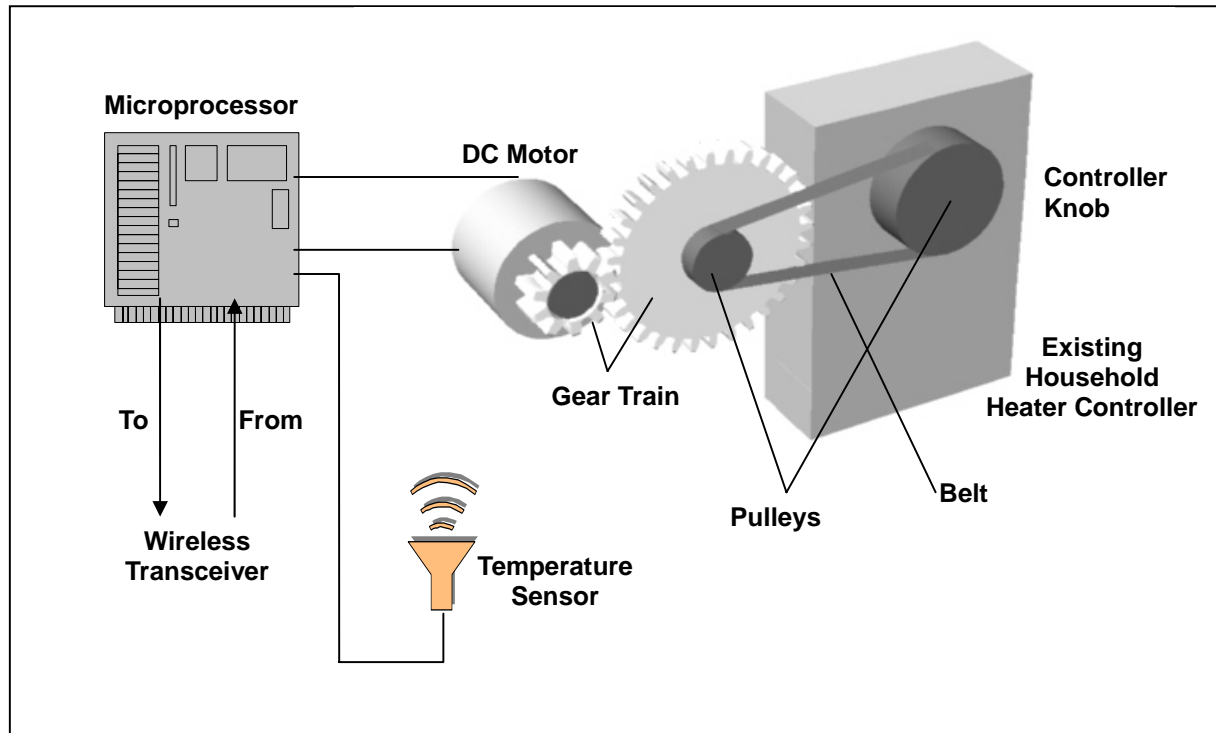 Microprocessor
DC Motor
Controller
Knob
Gear Train
Existing
Household
Heater Controller
To
From
Belt
Pulleys
Wireless
Transceiver
Temperature
Sensor